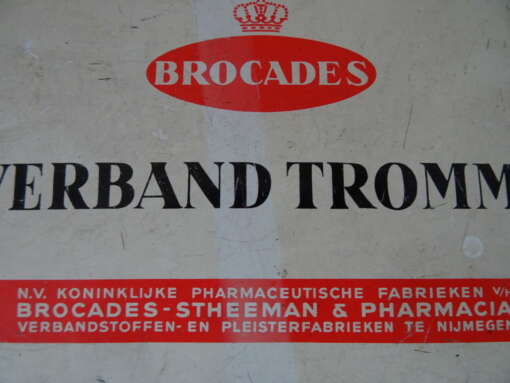 BROCADES
VERBAND TROMM
N.V. KONINKLIJKE PHARMACEUTISCHE FABRIEKEN V/H
BROCADES-STHEEMAN & PHARMACIA
VERBANDSTOFFEN- EN PLEISTERFABRIEKEN TE NIJMEGEN